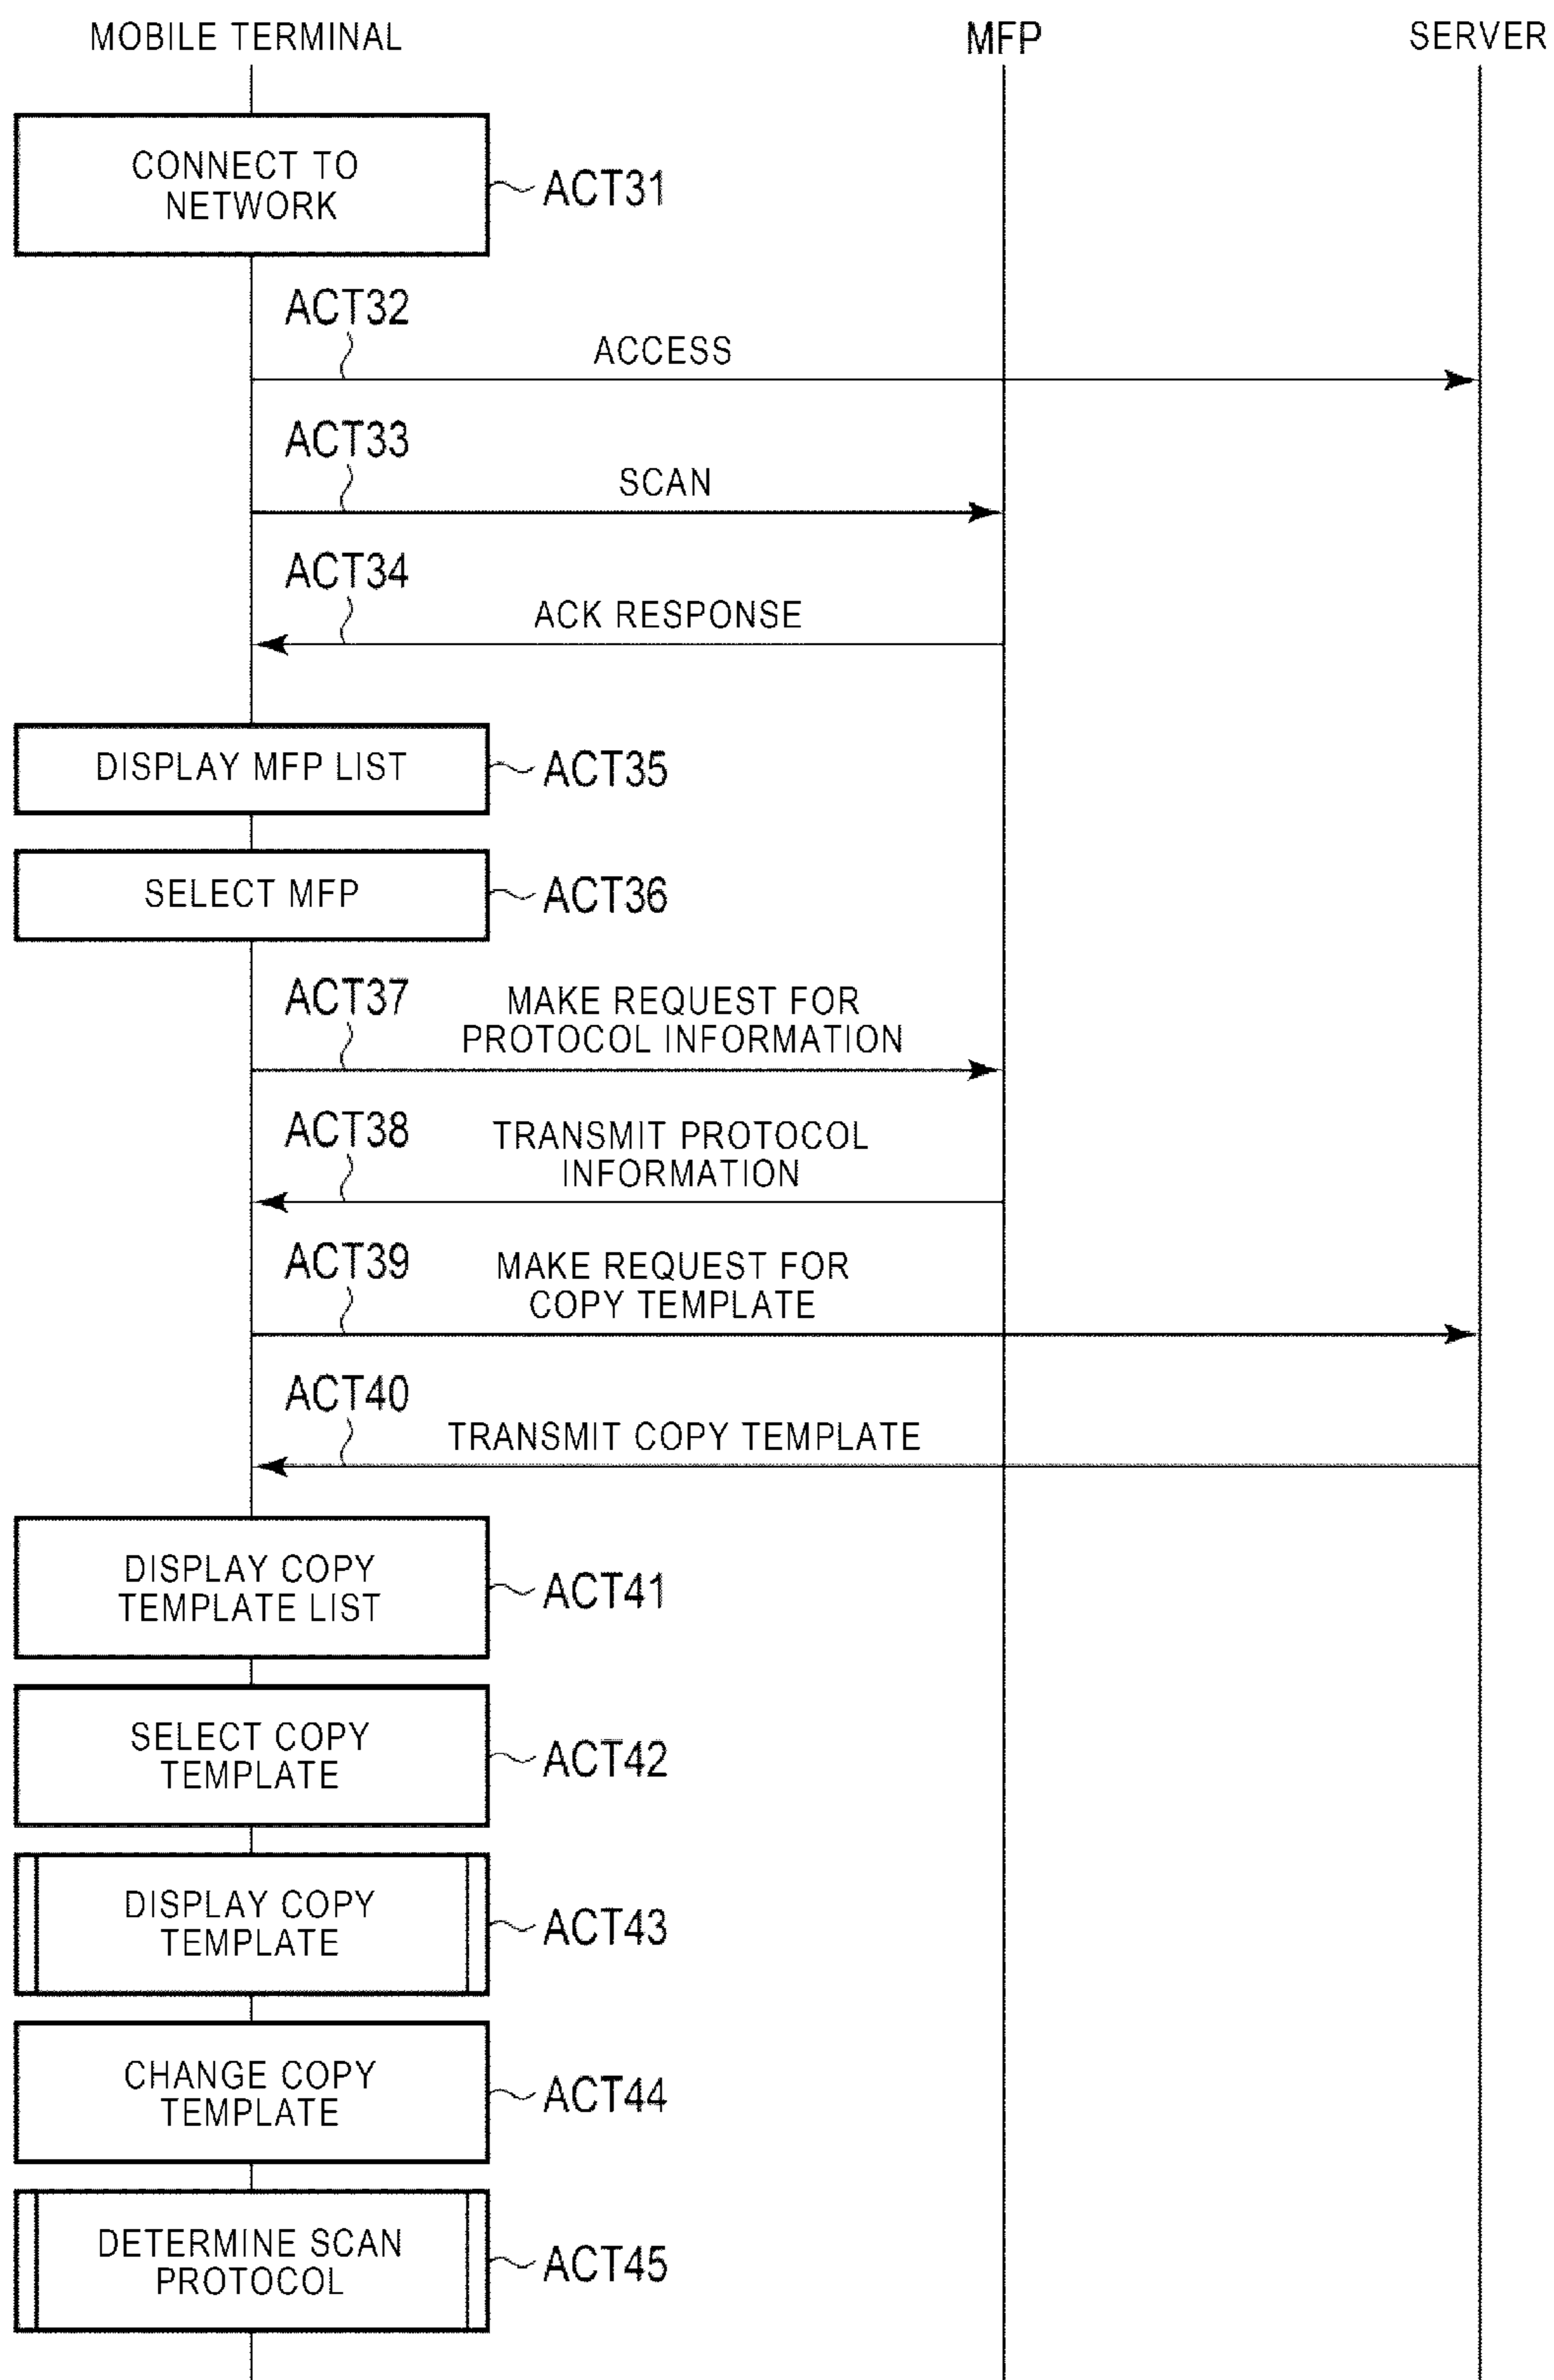 MOBILE TERMINAL
MFP
SERVER
CONNECT TO
NETWORK
ACT31
ACT32
ACCESS
ACT33
SCAN
ACT34
ACK RESPONSE
DISPLAY MFP LIST
ACT35
SELECT MFP
ACT36
ACT37
MAKE REQUEST FOR
PROTOCOL INFORMATION
ACT38
TRANSMIT PROTOCOL
INFORMATION
ACT39
MAKE REQUEST FOR
COPY TEMPLATE
ACT40
TRANSMIT COPY TEMPLATE
DISPLAY COPY
TEMPLATE LIST
ACT41
SELECT COPY
TEMPLATE
ACT42
DISPLAY COPY
TEMPLATE
ACT43
CHANGE COPY
TEMPLATE
ACT44
DETERMINE SCAN
PROTOCOL
ACT45